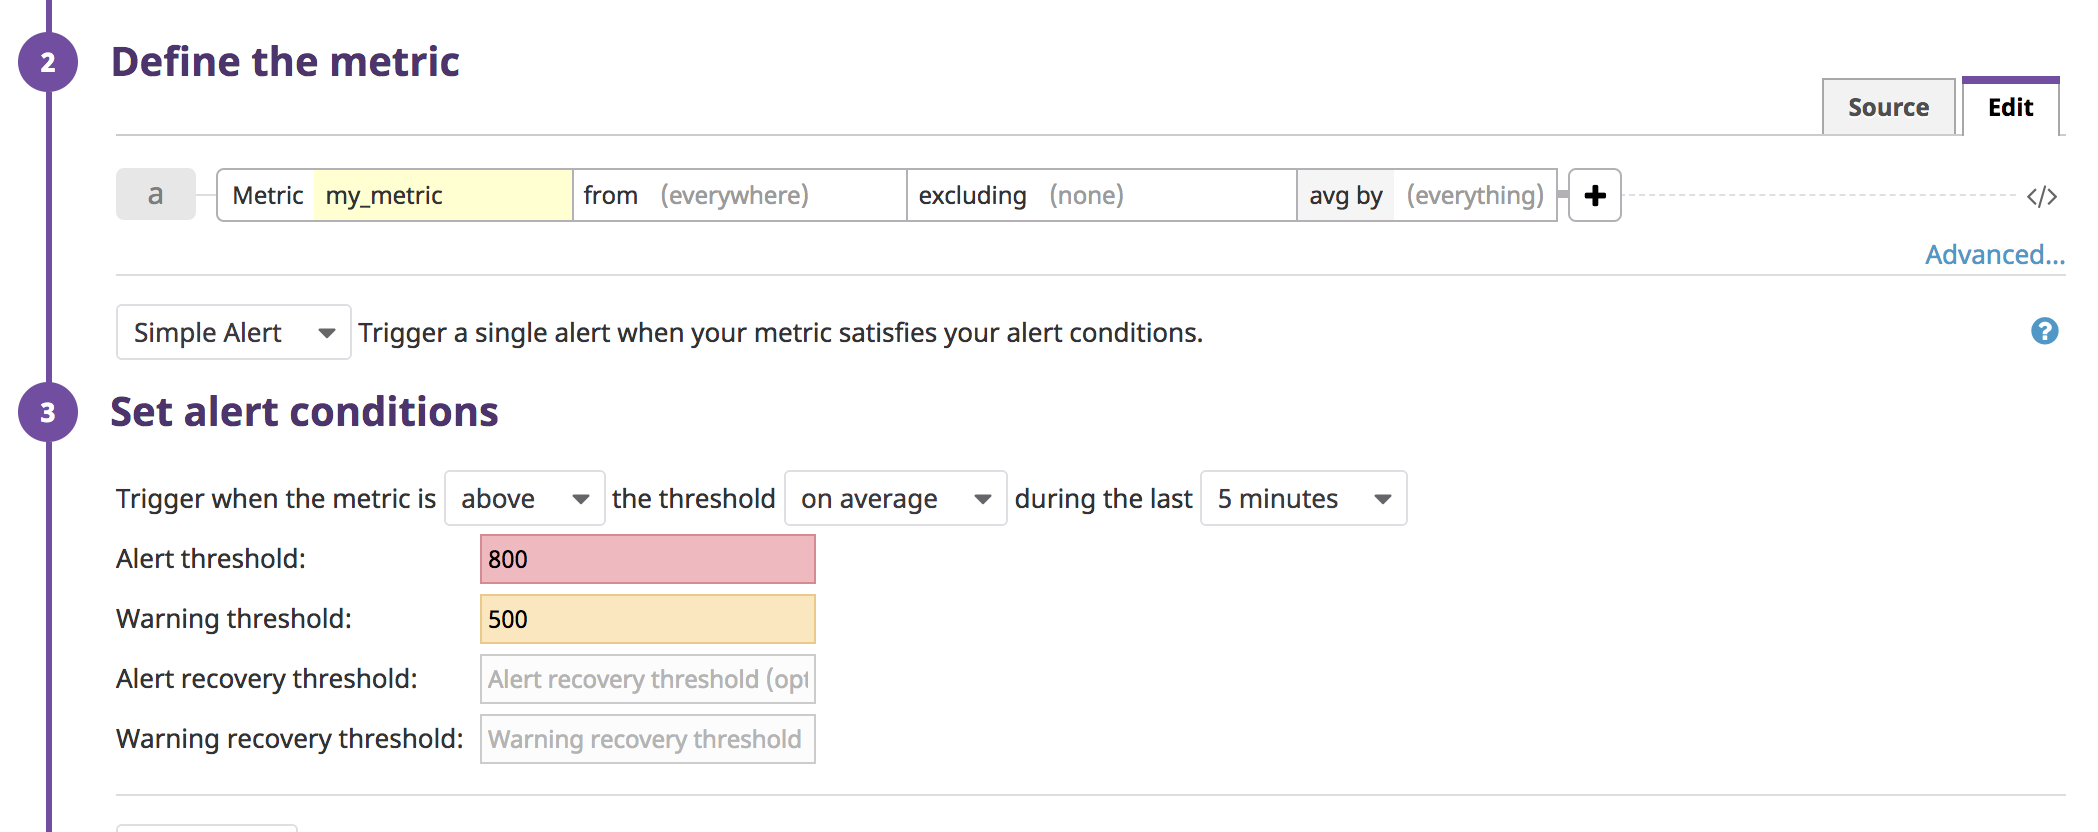 2 Define the metric
Source Edit
a Metric my_metric from (everywhere) excluding (none) avg by (everything) + </>
Advanced...
Simple Alert Trigger a single alert when your metric satisfies your alert conditions. ?
3 Set alert conditions
Trigger when the metric is above the threshold on average during the last 5 minutes
Alert threshold: 800
Warning threshold: 500
Alert recovery threshold: Alert recovery threshold (opt
Warning recovery threshold: Warning recovery threshold